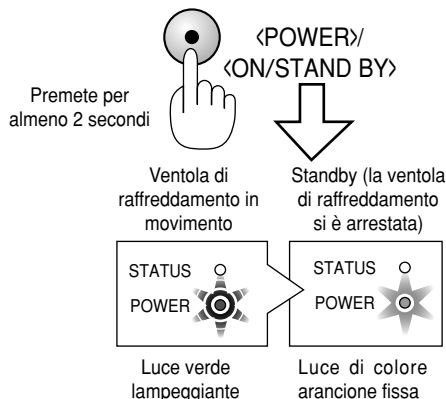 〈POWER〉/
〈ON/STAND BY〉
Premete per
almeno 2 secondi
Ventola di
raffreddamento in
movimento
Standby (la ventola
di raffreddamento
si è arrestata)
STATUS
POWER
STATUS
POWER
Luce verde
lampeggiante
Luce di colore
arancione fissa